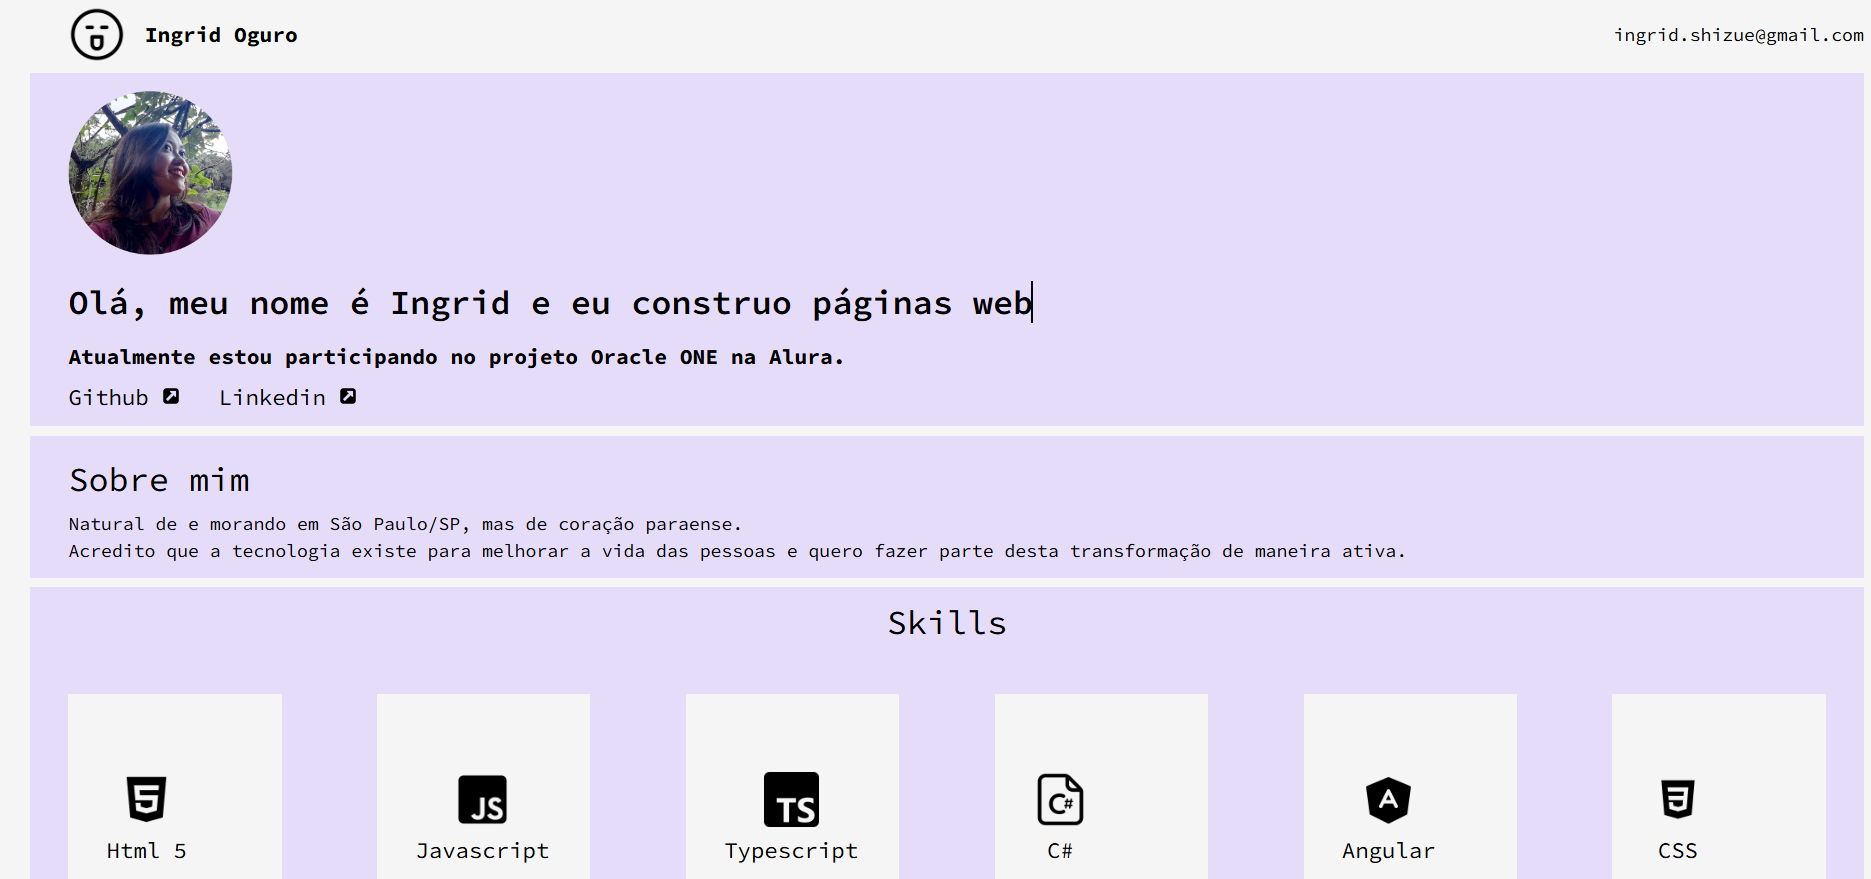 Ingrid Oguro
ingrid.shizue@gmail.com
Olá, meu nome é Ingrid e eu construo páginas web
Atualmente estou participando no projeto Oracle ONE na Alura.
Github Linkedin
Sobre mim
Natural de e morando em São Paulo/SP, mas de coração paraense.
Acredito que a tecnologia existe para melhorar a vida das pessoas e quero fazer parte desta transformação de maneira ativa.
Skills
5 JS TS C# A 3
Html 5 Javascript Typescript C# Angular CSS